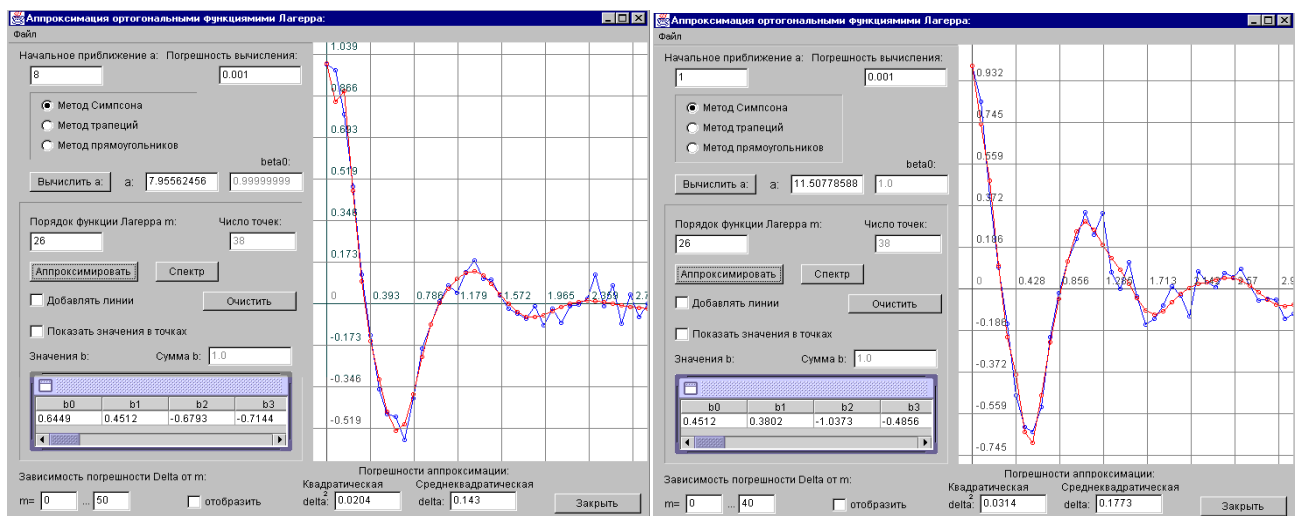 Аппроксимация ортогональными функциямими Лагерра:
Файл
Начальное приближение а: Погрешность вычисления:
8 0.001
Метод Симпсона
Метод трапеций
Метод прямоугольников
beta0:
Вычислить а: а: 7.95562456 0.99999999
Порядок функции Лагерра m: Число точек:
26 38
Аппроксимировать Спектр
Добавлять линии Очистить
Показать значения в точках
Значения b: Сумма b: 1.0
b0 b1 b2 b3
0.6449 0.4512 -0.6793 -0.7144
Зависимость погрешности Delta от m:
m= 0 ... 50 отобразить
1.039
0.866
0.693
0.519
0.346
0.173
0 0.393 0.786 1.179 1.572 1.965 2.359 2.7
-0.173
-0.346
-0.519
Погрешности аппроксимации:
Квадратическая Среднеквадратическая
delta:2 0.0204 delta: 0.143 Закрыть
Аппроксимация ортогональными функциямими Лагерра:
Файл
Начальное приближение а: Погрешность вычисления:
1 0.001
Метод Симпсона
Метод трапеций
Метод прямоугольников
beta0:
Вычислить а: а: 11.50778588 1.0
Порядок функции Лагерра m: Число точек:
26 38
Аппроксимировать Спектр
Добавлять линии Очистить
Показать значения в точках
Значения b: Сумма b: 1.0
b0 b1 b2 b3
0.4512 0.3802 -1.0373 -0.4856
Зависимость погрешности Delta от m:
m= 0 ... 40 отобразить
0.932
0.745
0.559
0.372
0.186
0 0.428 0.856 1.285 1.713 2.9
-0.186
-0.372
-0.559
-0.745
Погрешности аппроксимации:
Квадратическая Среднеквадратическая
delta:2 0.0314 delta: 0.1773 Закрыть